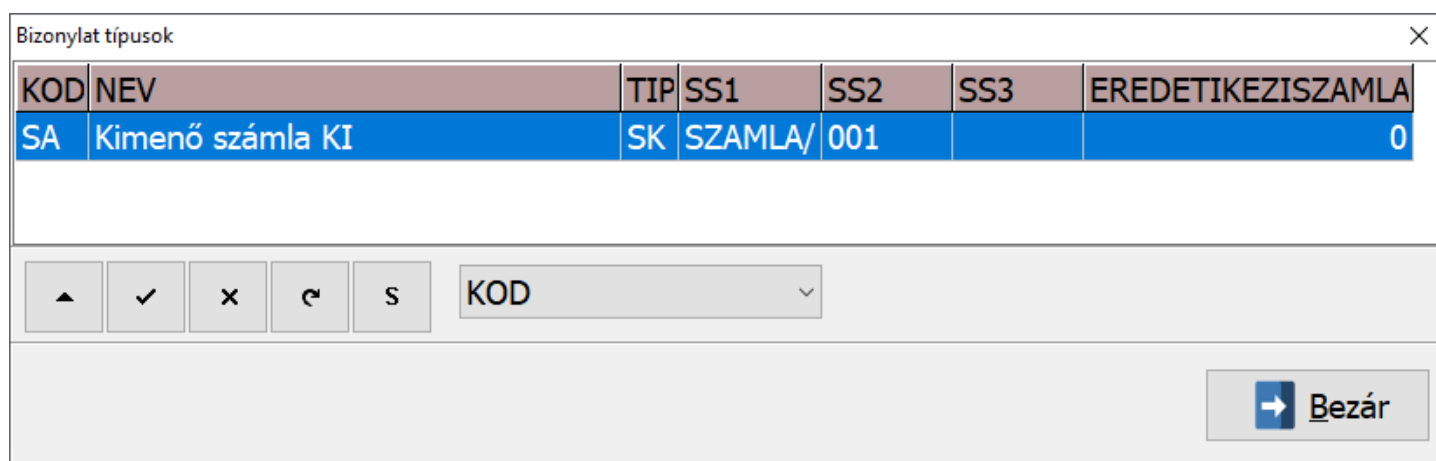 Bizonylat típusok
KOD NEV TIP SS1 SS2 SS3 EREDETIKEZISZAMLA
SA Kimenő számla KI SK SZAMLA/ 001 0
S KOD
Bezár